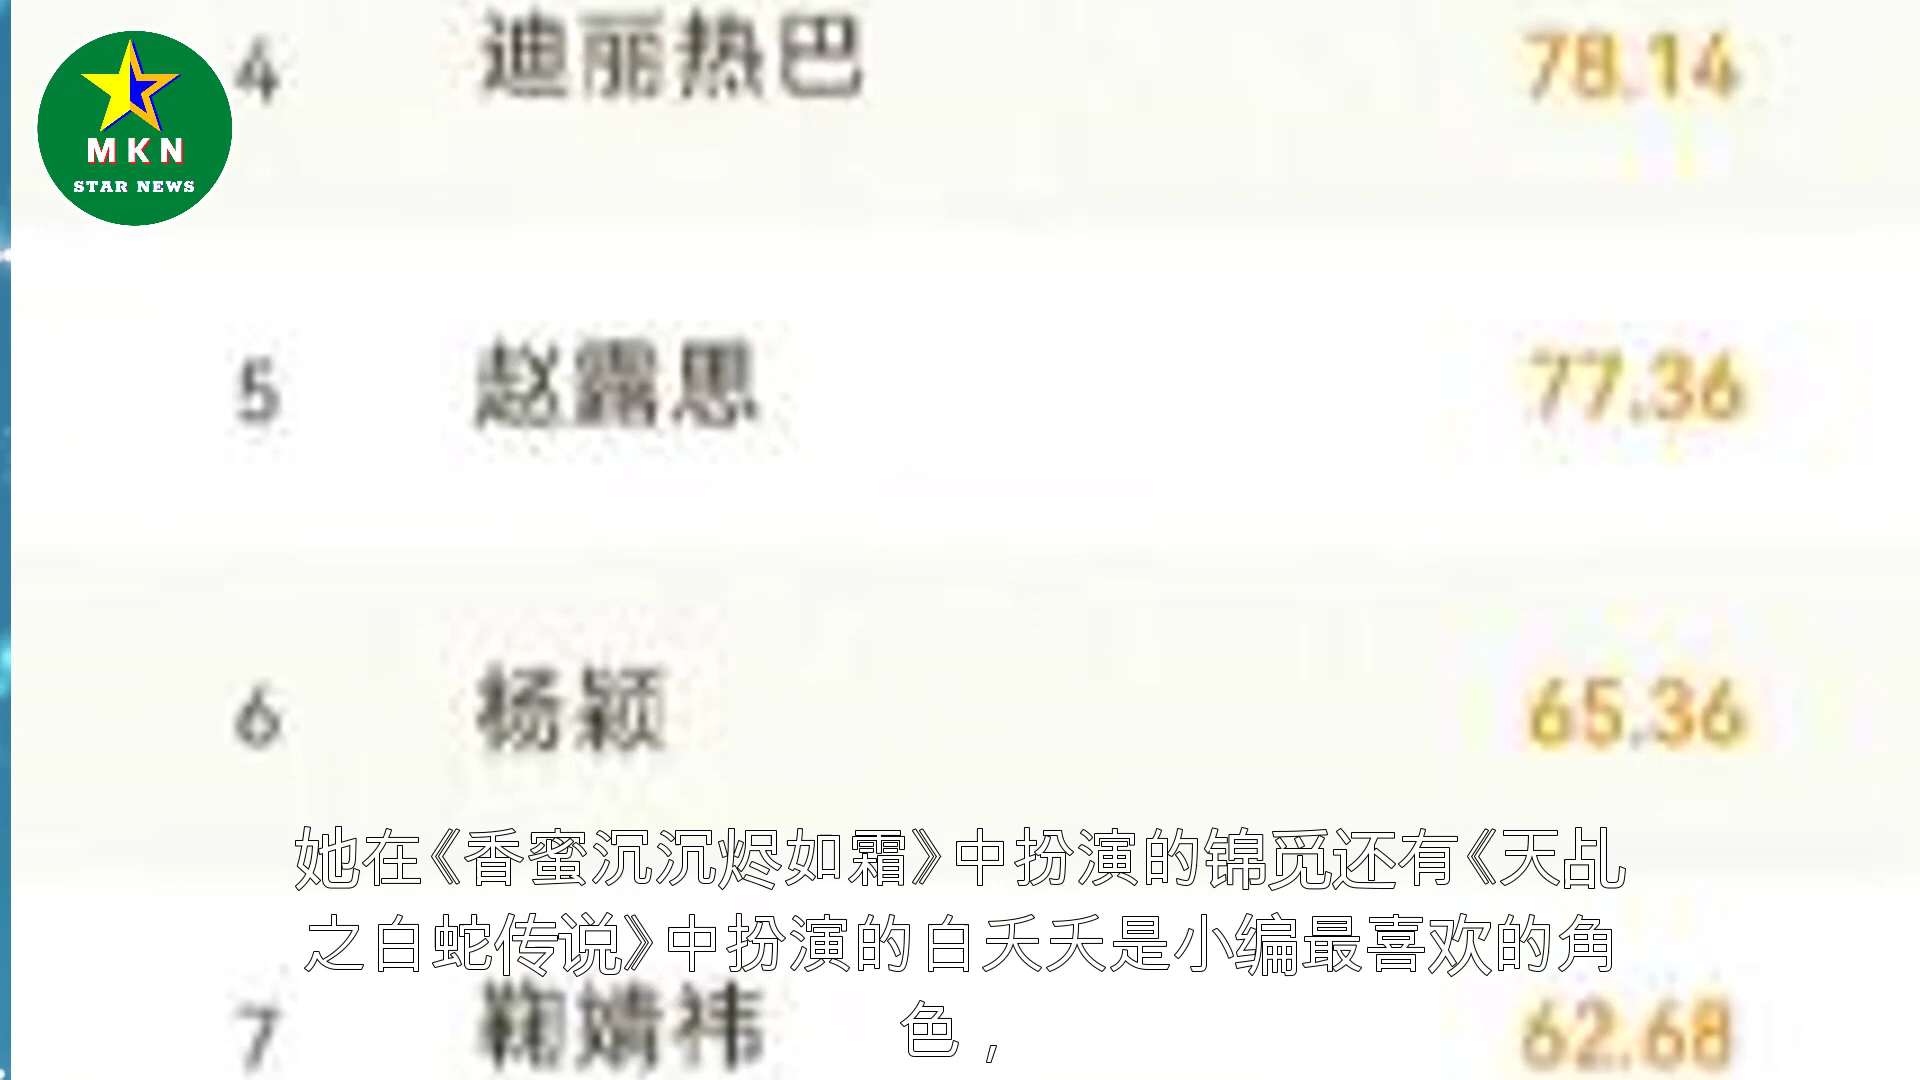 4 迪丽热巴 78.14
MKN
STAR NEWS
5 赵露思 77.36
6 杨颖 65.36
她在《香蜜沉沉烬如霜》中扮演的锦觅还有《天乩
之白蛇传说》中扮演的白夭夭是小编最喜欢的角
色，
7 鞠婧祎 62.68